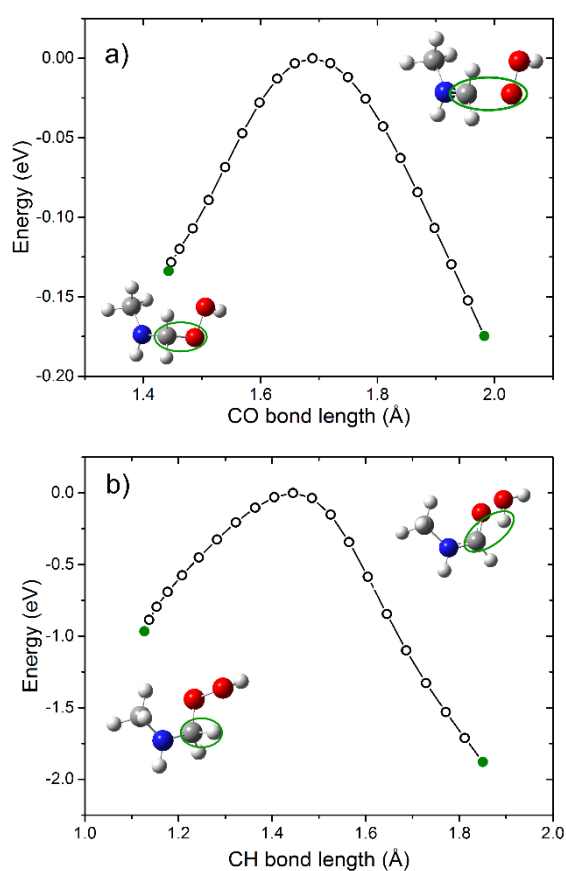 a)
0.00
-0.05
-0.10
-0.15
-0.20
Energy (eV)
1.4 1.6 1.8 2.0
CO bond length (Å)
b)
0.0
-0.5
-1.0
-1.5
-2.0
Energy (eV)
1.0 1.2 1.4 1.6 1.8 2.0
CH bond length (Å)